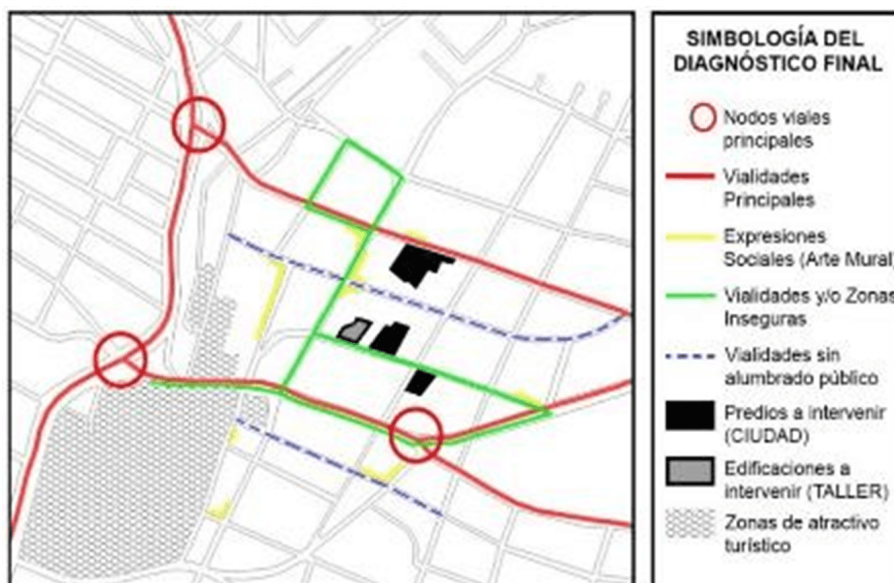 SIMBOLOGÍA DEL
DIAGNÓSTICO FINAL
Nodos viales
principales
Vialidades
Principales
Expresiones
Sociales (Arte Mural)
Vialidades y/o Zonas
Inseguras
Vialidades sin
alumbrado público
Predios a intervenir
(CIUDAD)
Edificaciones a
intervenir (TALLER)
Zonas de atractivo
turístico